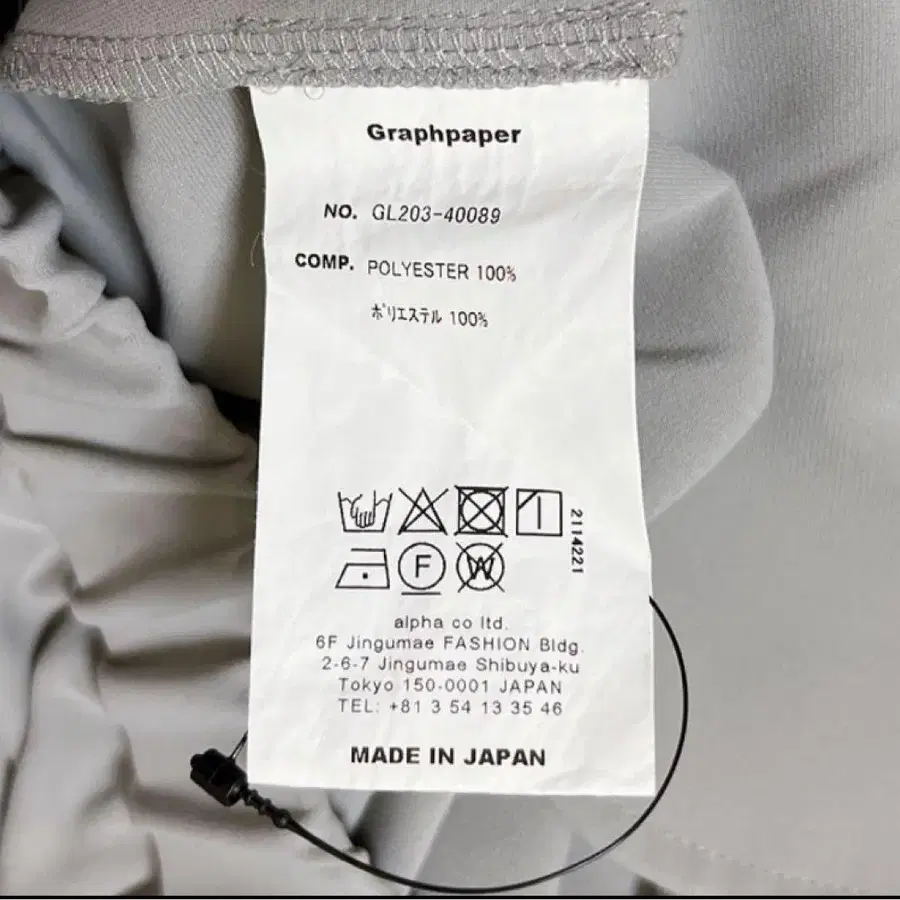 Graphpaper
NO. GL203-40089
COMP. POLYESTER 100%
ポリエステル 100%
2114221
F W
alpha co ltd.
6F Jingumae FASHION Bldg.
2-6-7 Jingumae Shibuya-ku
Tokyo 150-0001 JAPAN
TEL: +81 3 54 13 35 46
MADE IN JAPAN